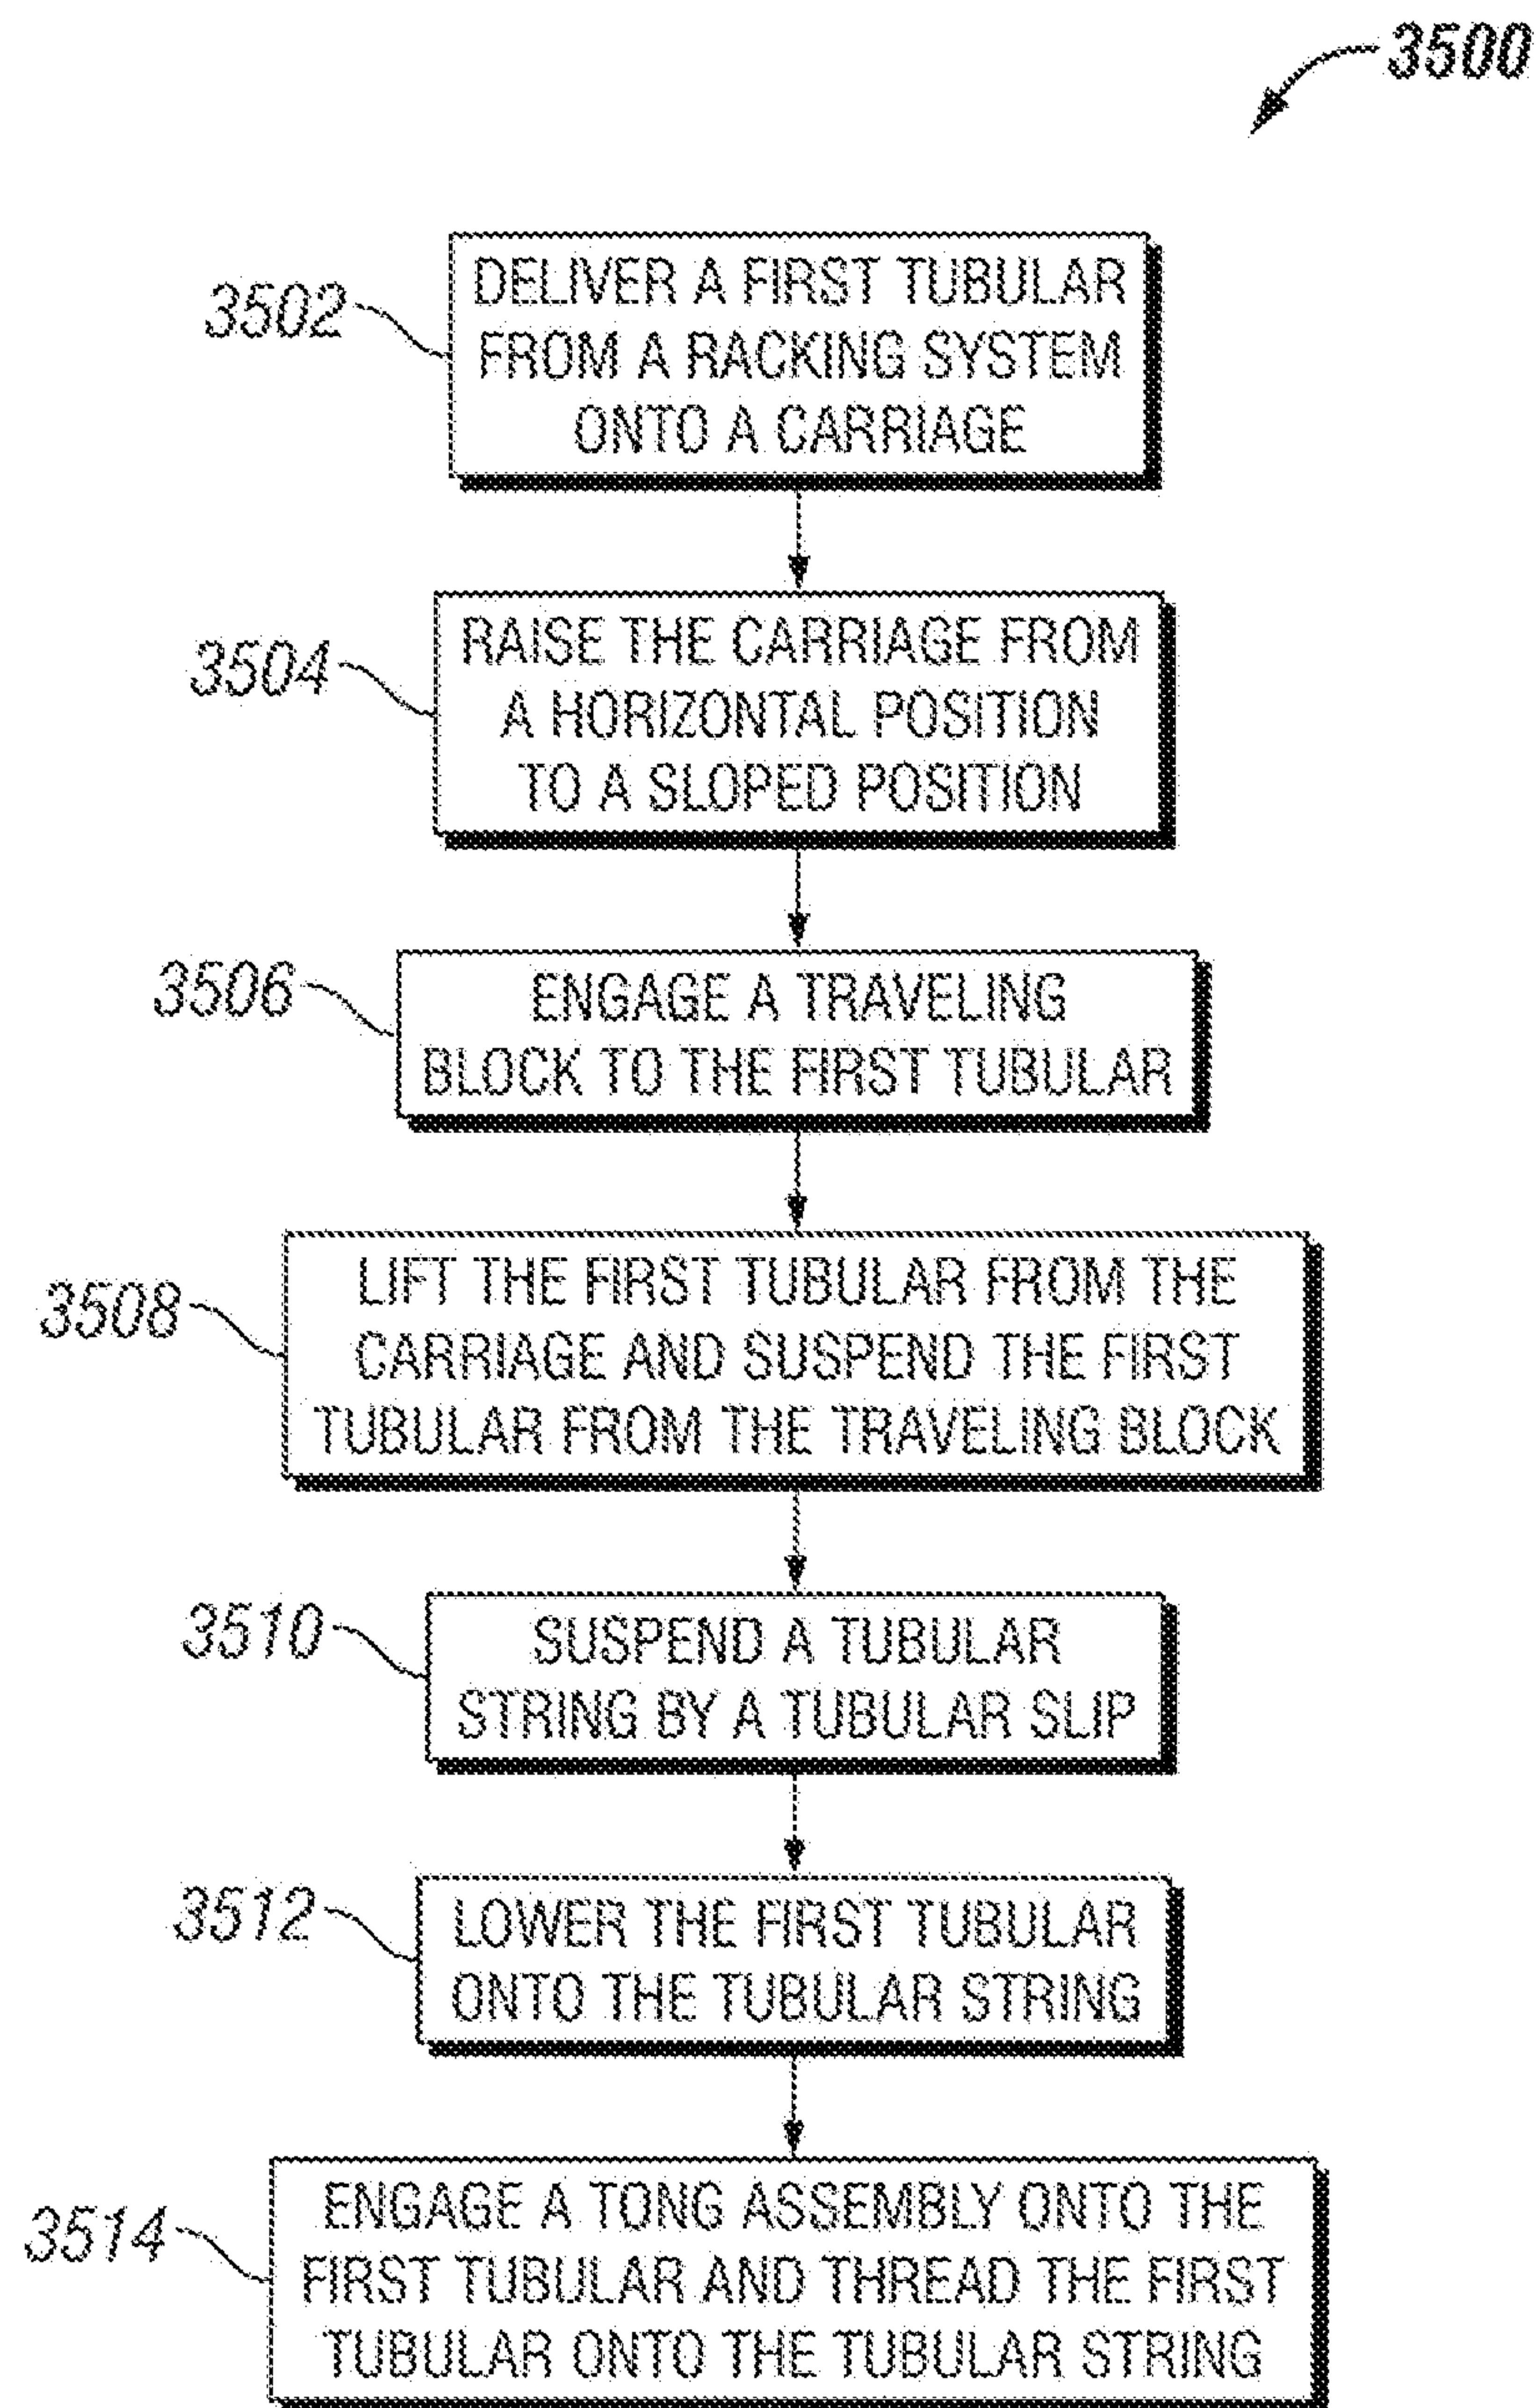 3500
3502
DELIVER A FIRST TUBULAR
FROM A RACKING SYSTEM
ONTO A CARRIAGE
3504
RAISE THE CARRIAGE FROM
A HORIZONTAL POSITION
TO A SLOPED POSITION
3506
ENGAGE A TRAVELING
BLOCK TO THE FIRST TUBULAR
3508
LIFT THE FIRST TUBULAR FROM THE
CARRIAGE AND SUSPEND THE FIRST
TUBULAR FROM THE TRAVELING BLOCK
3510
SUSPEND A TUBULAR
STRING BY A TUBULAR SLIP
3512
LOWER THE FIRST TUBULAR
ONTO THE TUBULAR STRING
3514
ENGAGE A TONG ASSEMBLY ONTO THE
FIRST TUBULAR AND THREAD THE FIRST
TUBULAR ONTO THE TUBULAR STRING